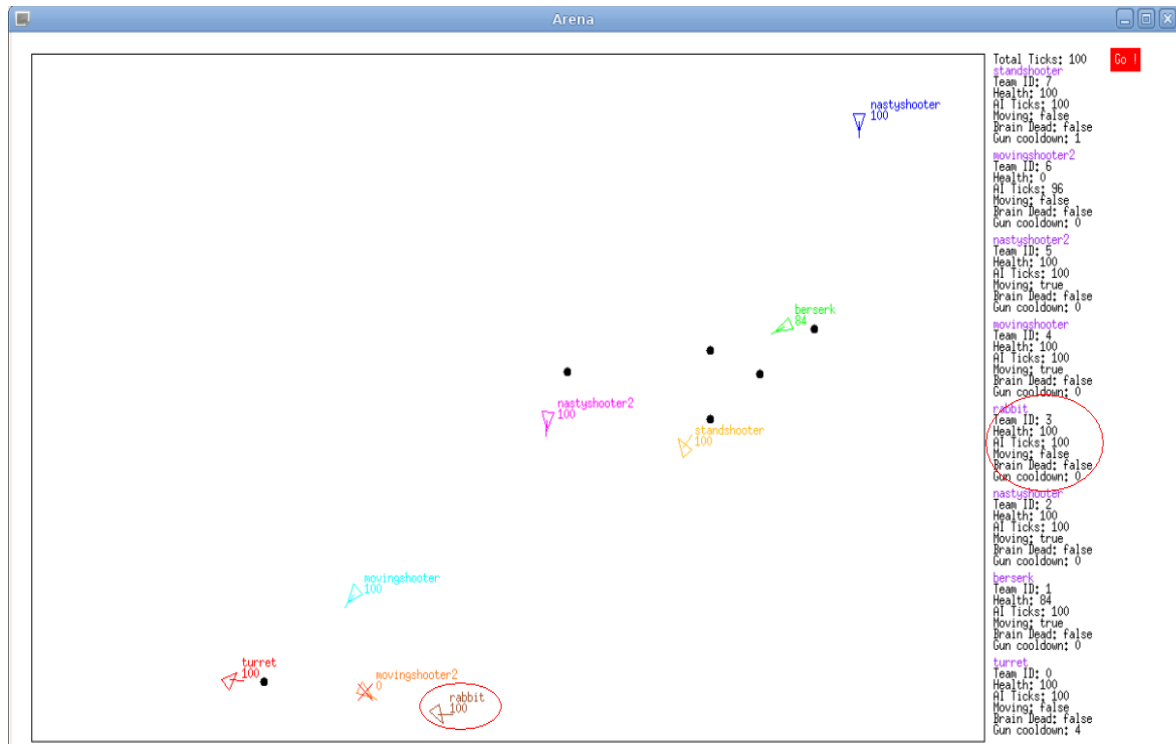 Arena
nastyshooter
100
berserk
84
nastyshooter2
100
standshooter
100
movingshooter
100
turret
100
movingshooter2
0
rabbit
100
Total Ticks: 100
Go !
standshooter
Team ID: 7
Health: 100
AI Ticks: 100
Moving: false
Brain Dead: false
Gun cooldown: 1
movingshooter2
Team ID: 6
Health: 0
AI Ticks: 96
Moving: false
Brain Dead: false
Gun cooldown: 0
nastyshooter2
Team ID: 5
Health: 100
AI Ticks: 100
Moving: true
Brain Dead: false
Gun cooldown: 0
movingshooter
Team ID: 4
Health: 100
AI Ticks: 100
Moving: true
Brain Dead: false
Gun cooldown: 0
rabbit
Team ID: 3
Health: 100
AI Ticks: 100
Moving: false
Brain Dead: false
Gun cooldown: 0
nastyshooter
Team ID: 2
Health: 100
AI Ticks: 100
Moving: true
Brain Dead: false
Gun cooldown: 0
berserk
Team ID: 1
Health: 84
AI Ticks: 100
Moving: true
Brain Dead: false
Gun cooldown: 0
turret
Team ID: 0
Health: 100
AI Ticks: 100
Moving: false
Brain Dead: false
Gun cooldown: 4